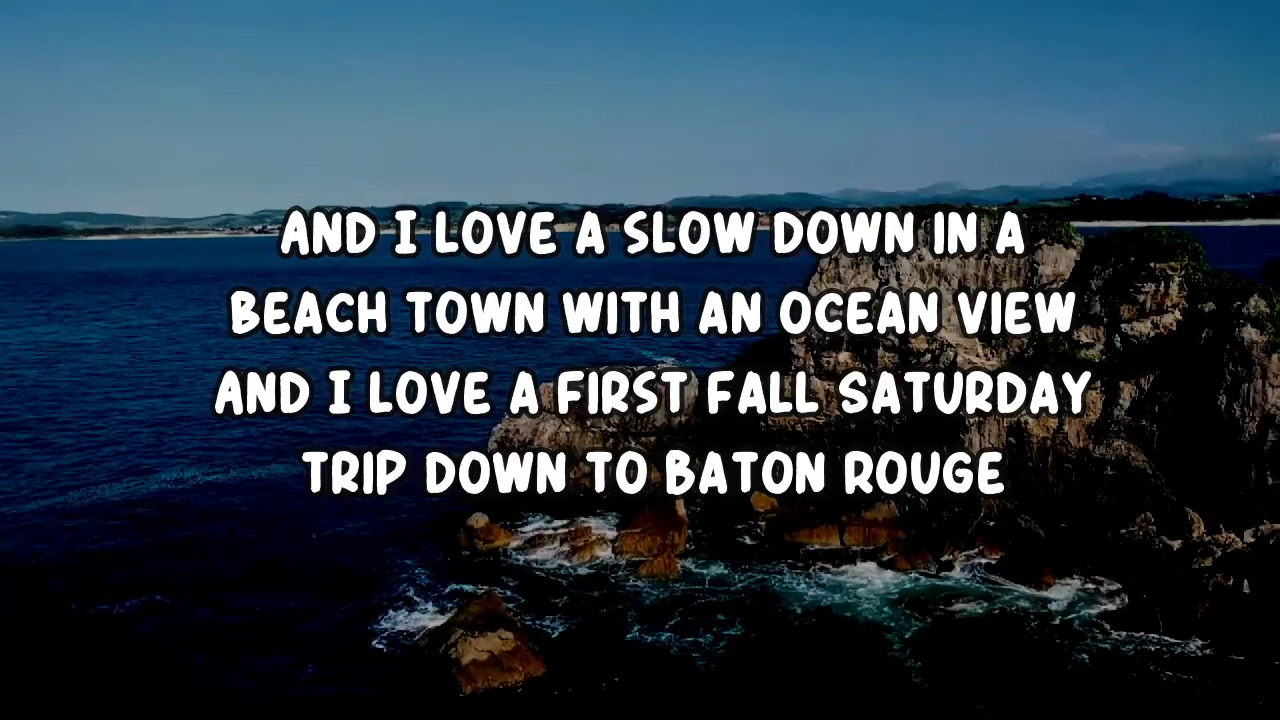 AND I LOVE A SLOW DOWN IN A
BEACH TOWN WITH AN OCEAN VIEW
AND I LOVE A FIRST FALL SATURDAY
TRIP DOWN TO BATON ROUGE